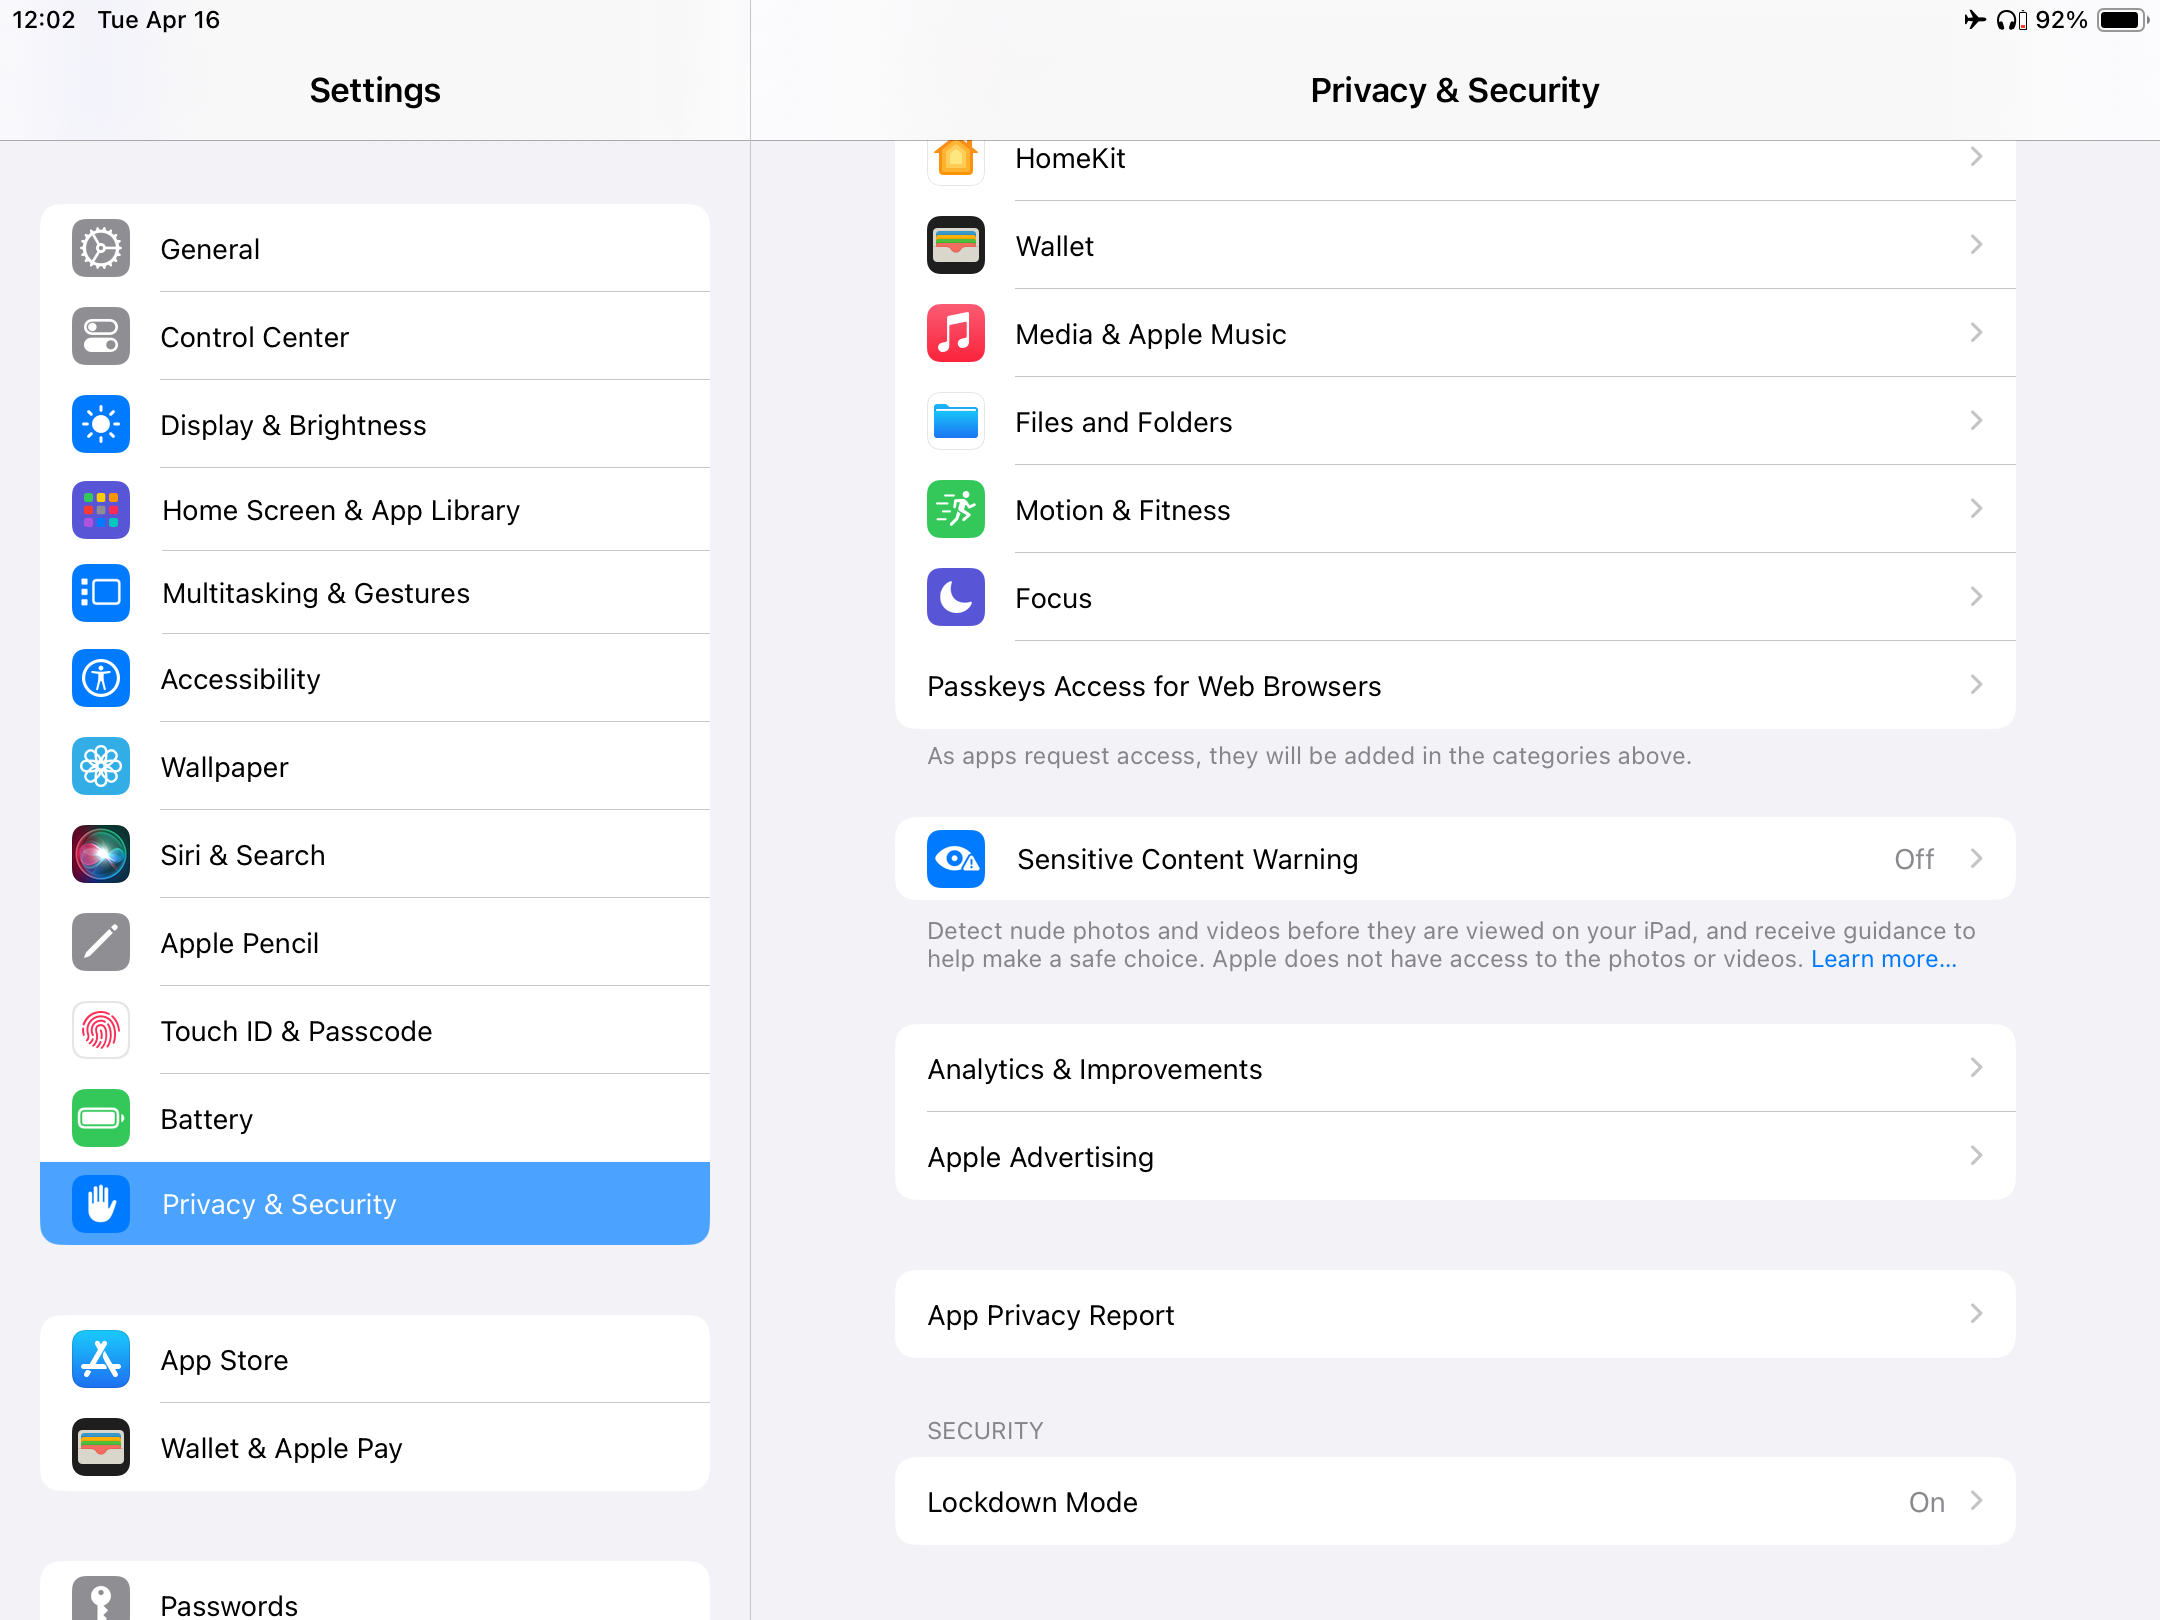 12:02 Tue Apr 16
92%
Settings
General
Control Center
Display & Brightness
Home Screen & App Library
Multitasking & Gestures
Accessibility
Wallpaper
Siri & Search
Apple Pencil
Touch ID & Passcode
Battery
Privacy & Security
App Store
Wallet & Apple Pay
Passwords
Privacy & Security
HomeKit
Wallet
Media & Apple Music
Files and Folders
Motion & Fitness
Focus
Passkeys Access for Web Browsers
As apps request access, they will be added in the categories above.
Sensitive Content Warning Off
Detect nude photos and videos before they are viewed on your iPad, and receive guidance to
help make a safe choice. Apple does not have access to the photos or videos. Learn more...
Analytics & Improvements
Apple Advertising
App Privacy Report
SECURITY
Lockdown Mode On